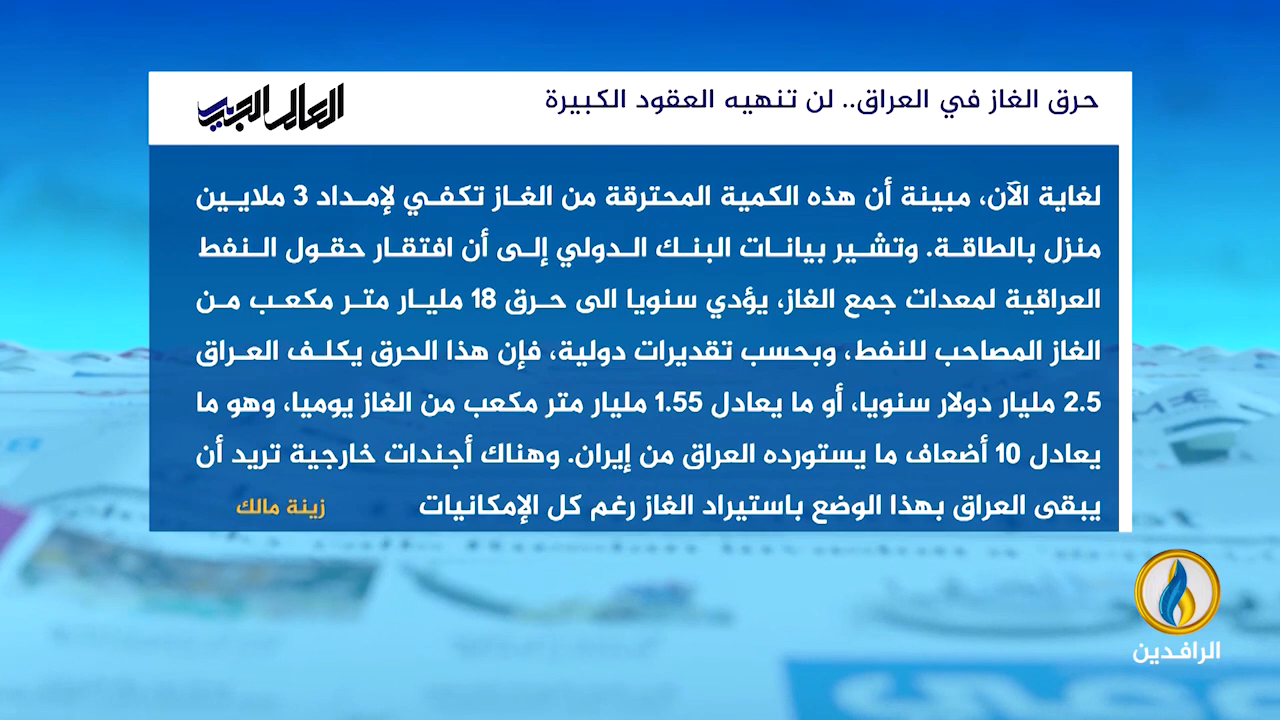 حرق الغاز في العراق.. لن تنهيه العقود الكبيرة
العالم الجديد
لغاية الآن، مبينة أن هذه الكمية المحترقة من الغاز تكفي لإمداد 3 ملايين
منزل بالطاقة. وتشير بيانات البنك الدولي إلى أن افتقار حقول النفط
العراقية لمعدات جمع الغاز، يؤدي سنويا الى حرق 18 مليار متر مكعب من
الغاز المصاحب للنفط، وبحسب تقديرات دولية، فإن هذا الحرق يكلف العراق
2.5 مليار دولار سنويا، أو ما يعادل 1.55 مليار متر مكعب من الغاز يوميا، وهو ما
يعادل 10 أضعاف ما يستورده العراق من إيران. وهناك أجندات خارجية تريد أن
يبقى العراق بهذا الوضع باستيراد الغاز رغم كل الإمكانيات
زينة مالك
الرافدين